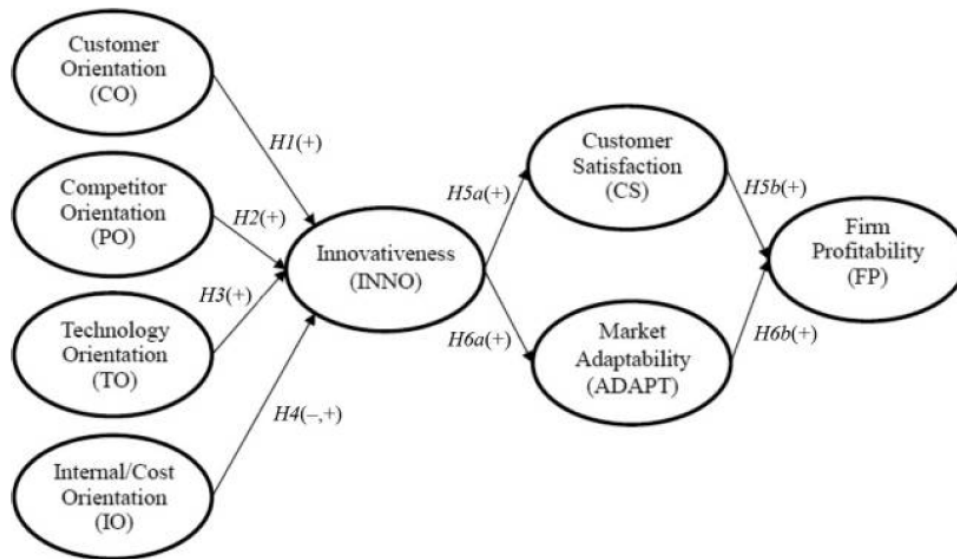 Customer
Orientation
(CO)
H1(+)
Competitor
Orientation
(PO)
H2(+)
Technology
Orientation
(TO)
H3(+)
Internal/Cost
Orientation
(IO)
H4(–,+)
Innovativeness
(INNO)
H5a(+)
Customer
Satisfaction
(CS)
H5b(+)
H6a(+)
Market
Adaptability
(ADAPT)
H6b(+)
Firm
Profitability
(FP)